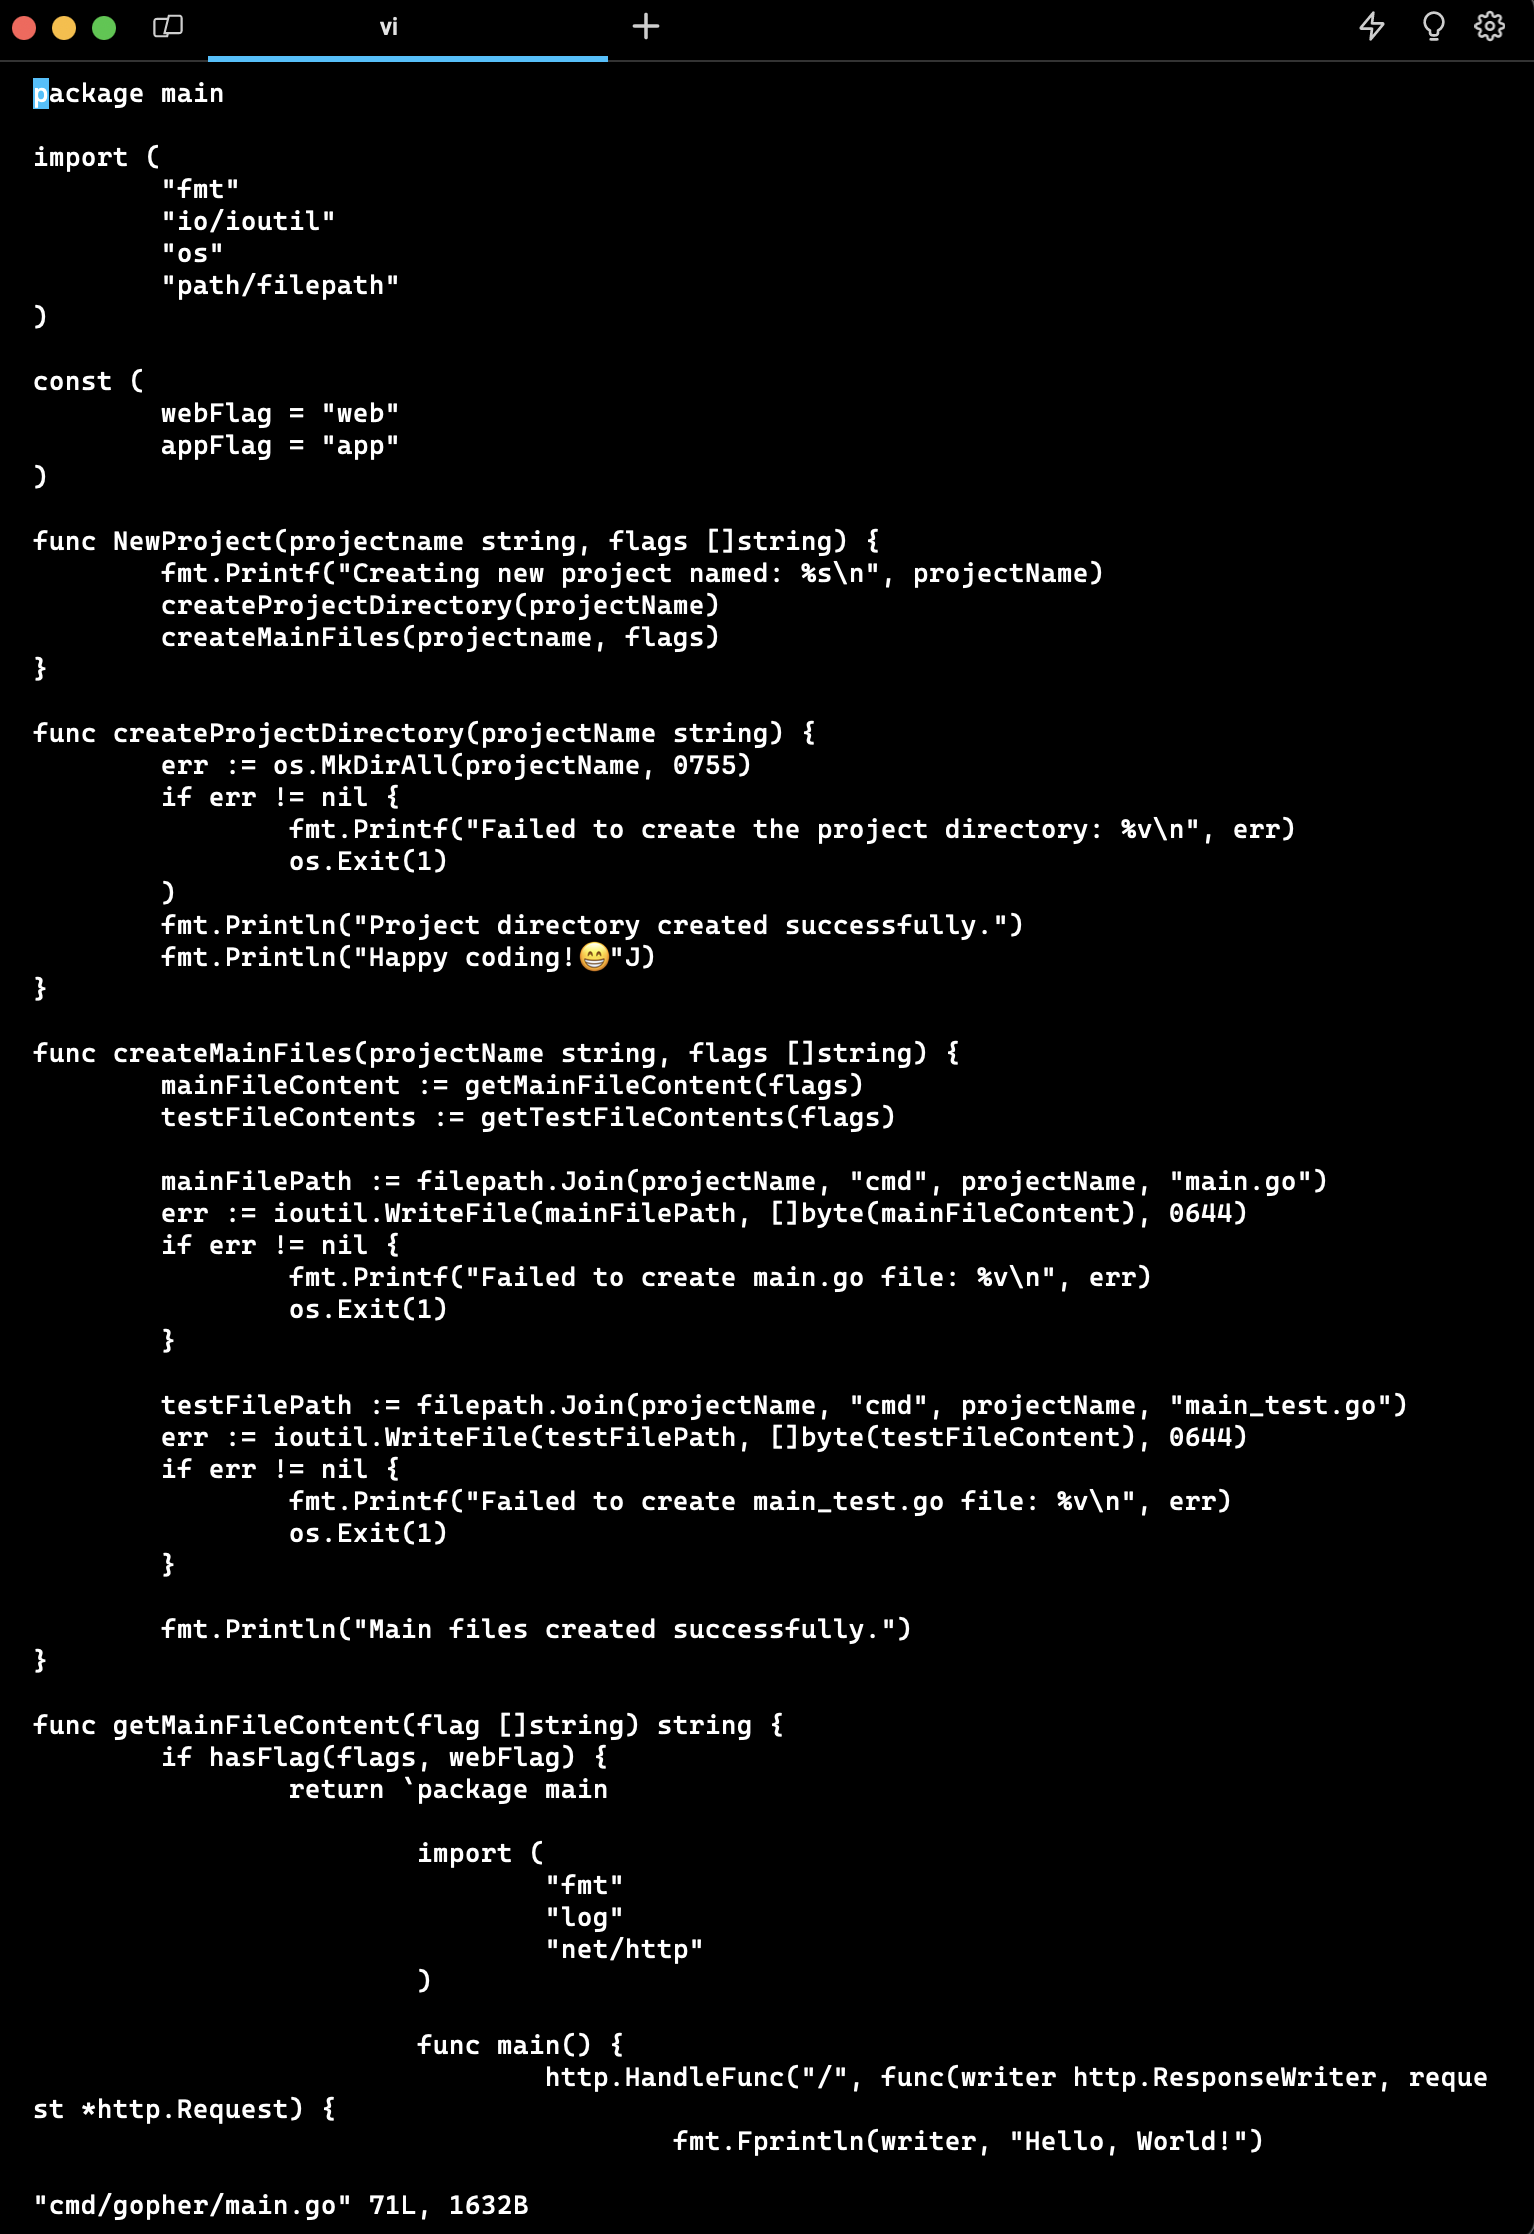 vi
package main

import (
        "fmt"
        "io/ioutil"
        "os"
        "path/filepath"
)

const (
        webFlag = "web"
        appFlag = "app"
)

func NewProject(projectname string, flags []string) {
        fmt.Printf("Creating new project named: %s\n", projectName)
        createProjectDirectory(projectName)
        createMainFiles(projectname, flags)
}

func createProjectDirectory(projectName string) {
        err := os.MkDirAll(projectName, 0755)
        if err != nil {
                fmt.Printf("Failed to create the project directory: %v\n", err)
                os.Exit(1)
        )
        fmt.Println("Project directory created successfully.")
        fmt.Println("Happy coding!😁"J)
}

func createMainFiles(projectName string, flags []string) {
        mainFileContent := getMainFileContent(flags)
        testFileContents := getTestFileContents(flags)

        mainFilePath := filepath.Join(projectName, "cmd", projectName, "main.go")
        err := ioutil.WriteFile(mainFilePath, []byte(mainFileContent), 0644)
        if err != nil {
                fmt.Printf("Failed to create main.go file: %v\n", err)
                os.Exit(1)
        }

        testFilePath := filepath.Join(projectName, "cmd", projectName, "main_test.go")
        err := ioutil.WriteFile(testFilePath, []byte(testFileContent), 0644)
        if err != nil {
                fmt.Printf("Failed to create main_test.go file: %v\n", err)
                os.Exit(1)
        }

        fmt.Println("Main files created successfully.")
}

func getMainFileContent(flag []string) string {
        if hasFlag(flags, webFlag) {
                return `package main

                        import (
                                "fmt"
                                "log"
                                "net/http"
                        )

                        func main() {
                                http.HandleFunc("/", func(writer http.ResponseWriter, reque
st *http.Request) {
                                        fmt.Fprintln(writer, "Hello, World!")

"cmd/gopher/main.go" 71L, 1632B